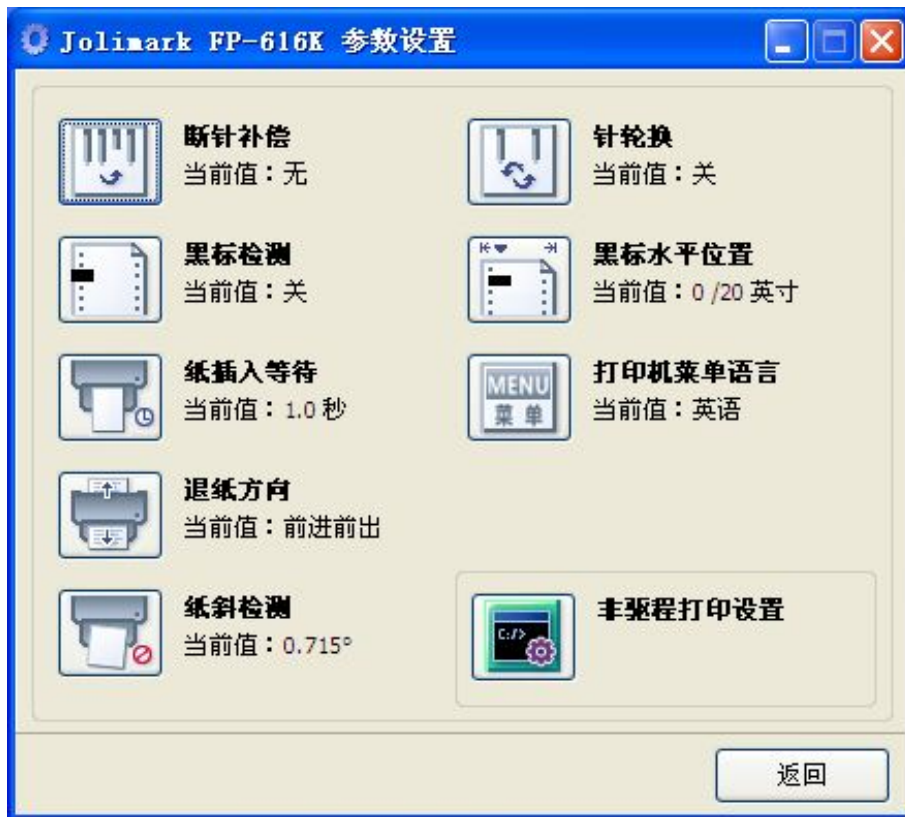 Jolimark FP-616K 参数设置
断针补偿
当前值：无
针轮换
当前值：关
黑标检测
当前值：关
黑标水平位置
当前值：0 /20 英寸
纸插入等待
当前值：1.0 秒
MENU
菜 单
打印机菜单语言
当前值：英语
退纸方向
当前值：前进前出
纸斜检测
当前值：0.715°
C:/>
非驱程打印设置
返回